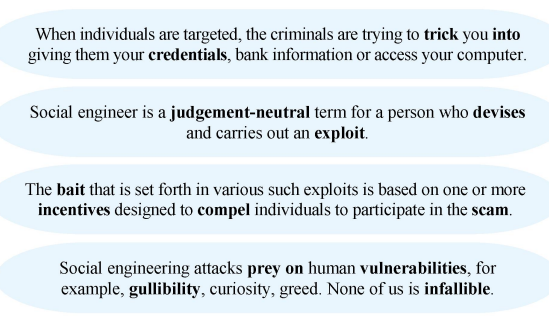 When individuals are targeted, the criminals are trying to trick you into
giving them your credentials, bank information or access your computer.
Social engineer is a judgement-neutral term for a person who devises
and carries out an exploit.
The bait that is set forth in various such exploits is based on one or more
incentives designed to compel individuals to participate in the scam.
Social engineering attacks prey on human vulnerabilities, for
example, gullibility, curiosity, greed. None of us is infallible.